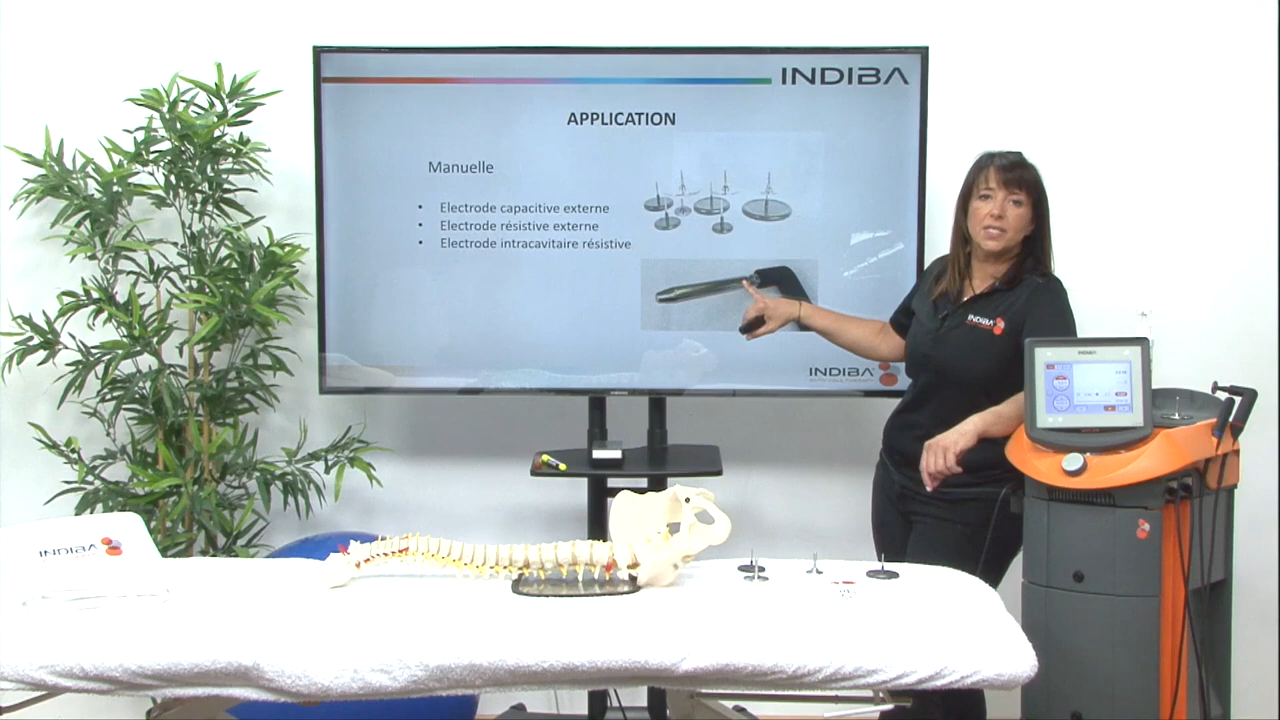 INDIBA
APPLICATION
Manuelle
• Electrode capacitive externe
• Electrode résistive externe
• Electrode intracavitaire résistive
INDIBA
INDIBA
INDIBA
INDIBA